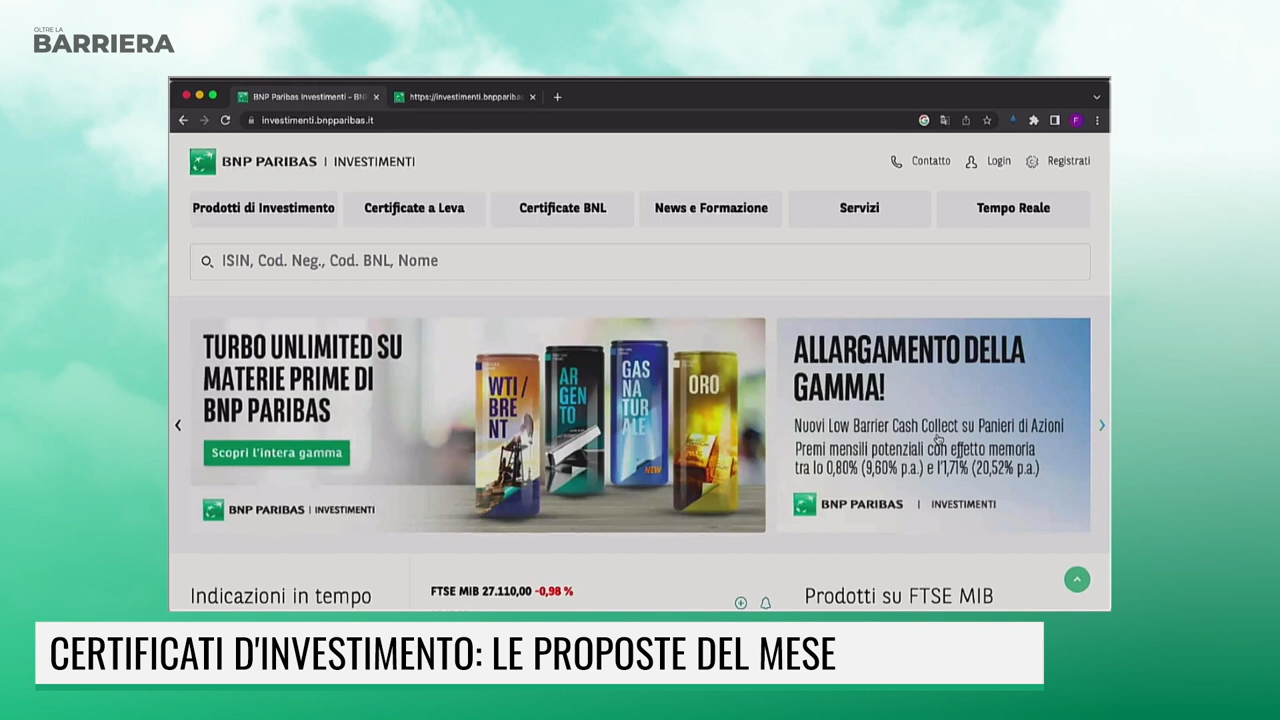 OLTRE LA
BARRIERA
BNP Paribas Investimenti – BN
https://investimenti.bnpparibas
investimenti.bnpparibas.it
F
BNP PARIBAS | INVESTIMENTI
Contatto
Login
Registrati
Prodotti di Investimento
Certificate a Leva
Certificate BNL
News e Formazione
Servizi
Tempo Reale
ISIN, Cod. Neg., Cod. BNL, Nome
TURBO UNLIMITED SU
MATERIE PRIME DI
BNP PARIBAS
Scopri l'intera gamma
BNP PARIBAS | INVESTIMENTI
WTI/
BRE
NT
AR
GEN
TO
GAS
NA
TUR
ALE
NEW
ORO
ALLARGAMENTO DELLA
GAMMA!
Nuovi Low Barrier Cash Collect su Panieri di Azioni
Premi mensili potenziali con effetto memoria
tra lo 0,80% (9,60% p.a.) e l'1,71% (20,52% p.a.)
BNP PARIBAS | INVESTIMENTI
Indicazioni in tempo
FTSE MIB 27.110,00 -0,98 %
Prodotti su FTSE MIB
CERTIFICATI D'INVESTIMENTO: LE PROPOSTE DEL MESE